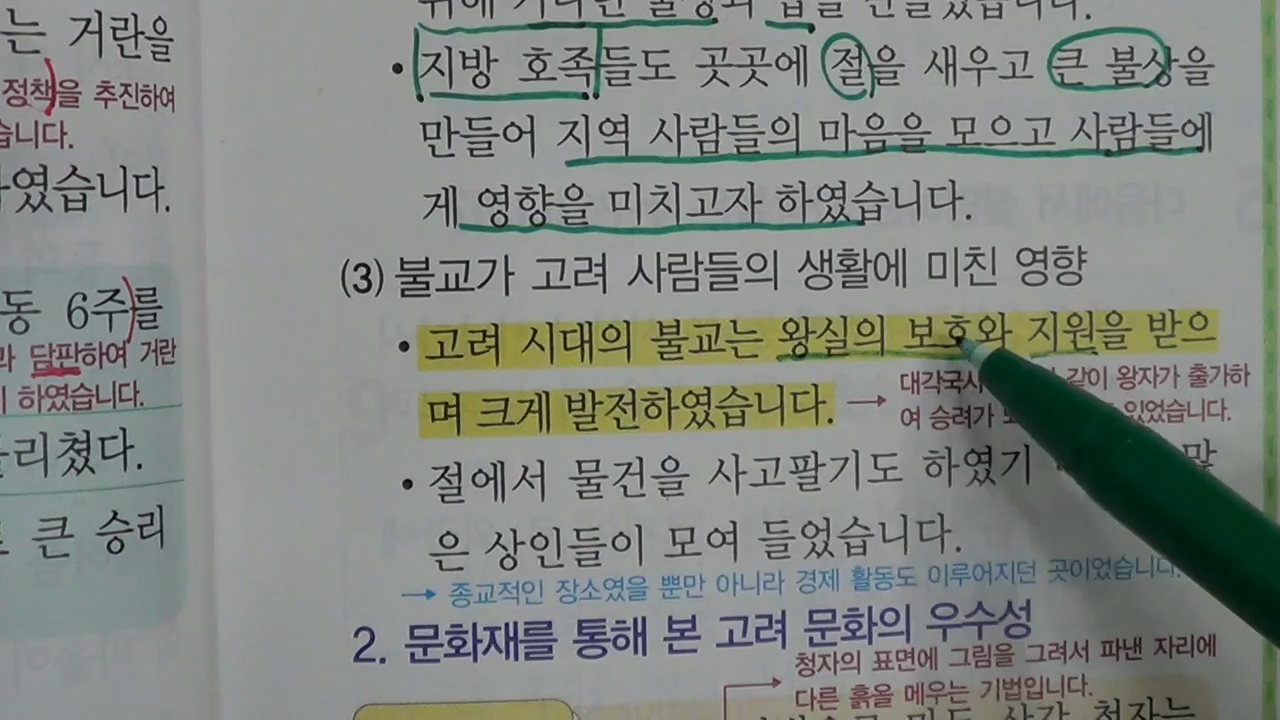 는 거란을
정책)을 추진하여
습니다.
하였습니다.
동 6주를
담판하여 거란
하였습니다.
물리쳤다.
큰 승리
• 지방 호족들도 곳곳에 절을 새우고 큰 불상을
만들어 지역 사람들의 마음을 모으고 사람들에
게 영향을 미치고자 하였습니다.
(3) 불교가 고려 사람들의 생활에 미친 영향
• 고려 시대의 불교는 왕실의 보호와 지원을 받으
며 크게 발전하였습니다.
→ 대각국사 같이 왕자가 출가하
여 승려가 있었습니다.
• 절에서 물건을 사고팔기도 하였기 많
은 상인들이 모여 들었습니다.
→ 종교적인 장소였을 뿐만 아니라 경제 활동도 이루어지던 곳이었습니다.
2. 문화재를 통해 본 고려 문화의 우수성
청자의 표면에 그림을 그려서 파낸 자리에
다른 흙을 메우는 기법입니다.
상감 청자는